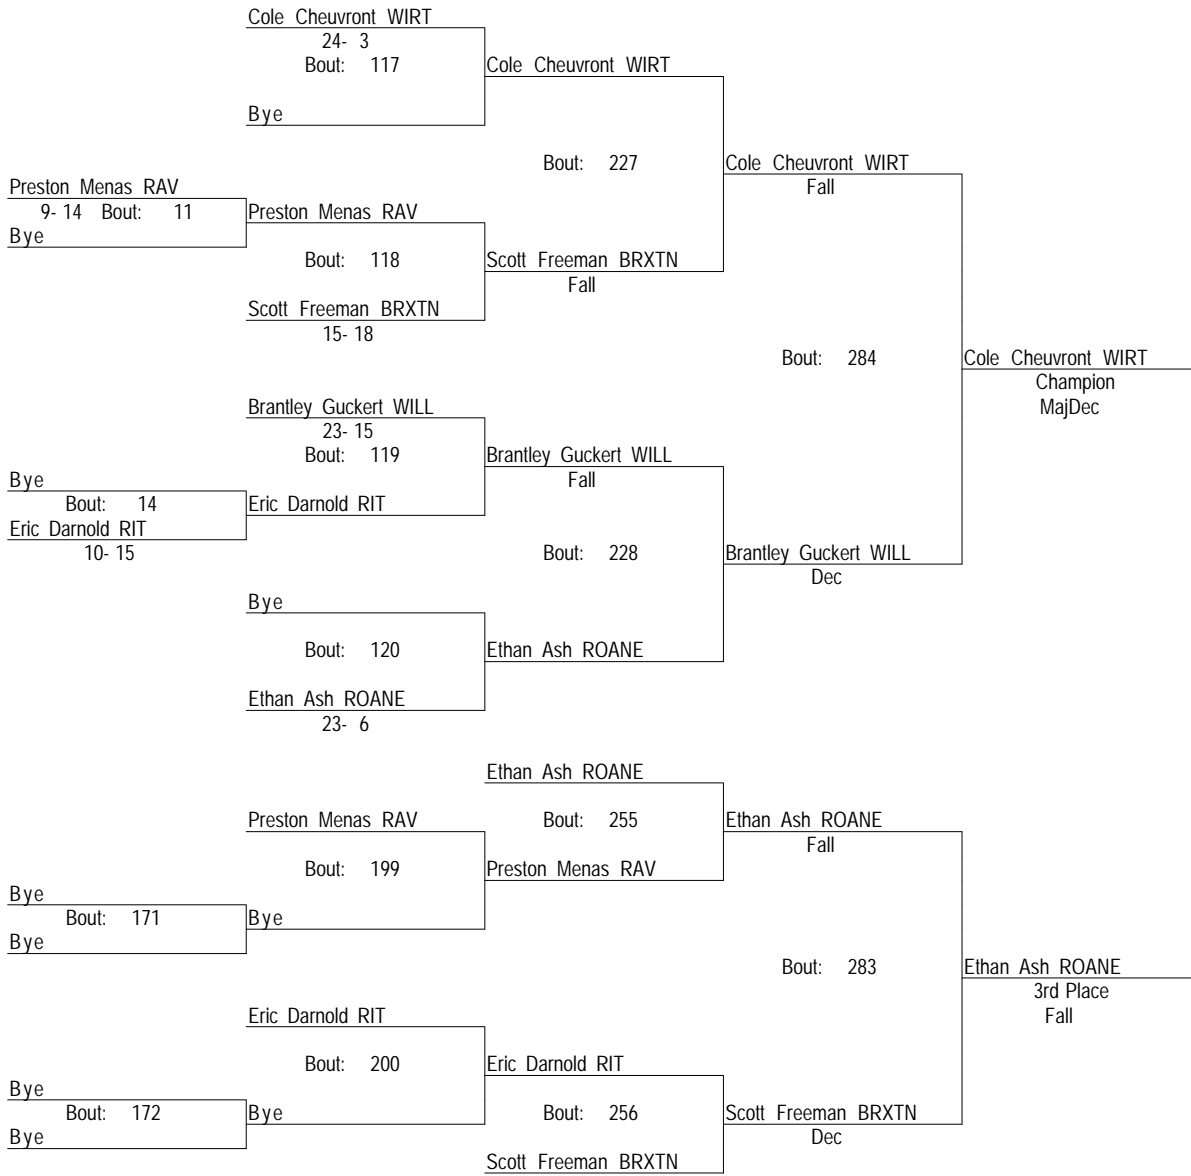 Cole Cheuvront WIRT
24- 3
Bout: 117
Cole Cheuvront WIRT
Bye
Bout: 227
Cole Cheuvront WIRT
Fall
Preston Menas RAV
9- 14 Bout: 11
Preston Menas RAV
Bye
Bout: 118
Scott Freeman BRXTN
Fall
Scott Freeman BRXTN
15- 18
Bout: 284
Cole Cheuvront WIRT
Champion
MajDec
Brantley Guckert WILL
23- 15
Bout: 119
Brantley Guckert WILL
Fall
Bye
Bout: 14
Eric Darnold RIT
Eric Darnold RIT
10- 15
Bout: 228
Brantley Guckert WILL
Dec
Bye
Bout: 120
Ethan Ash ROANE
Ethan Ash ROANE
23- 6
Ethan Ash ROANE
Preston Menas RAV
Bout: 255
Ethan Ash ROANE
Fall
Bout: 199
Preston Menas RAV
Bye
Bout: 171
Bye
Bye
Bout: 283
Ethan Ash ROANE
3rd Place
Fall
Eric Darnold RIT
Bout: 200
Eric Darnold RIT
Bye
Bout: 172
Bye
Bye
Bout: 256
Scott Freeman BRXTN
Dec
Scott Freeman BRXTN